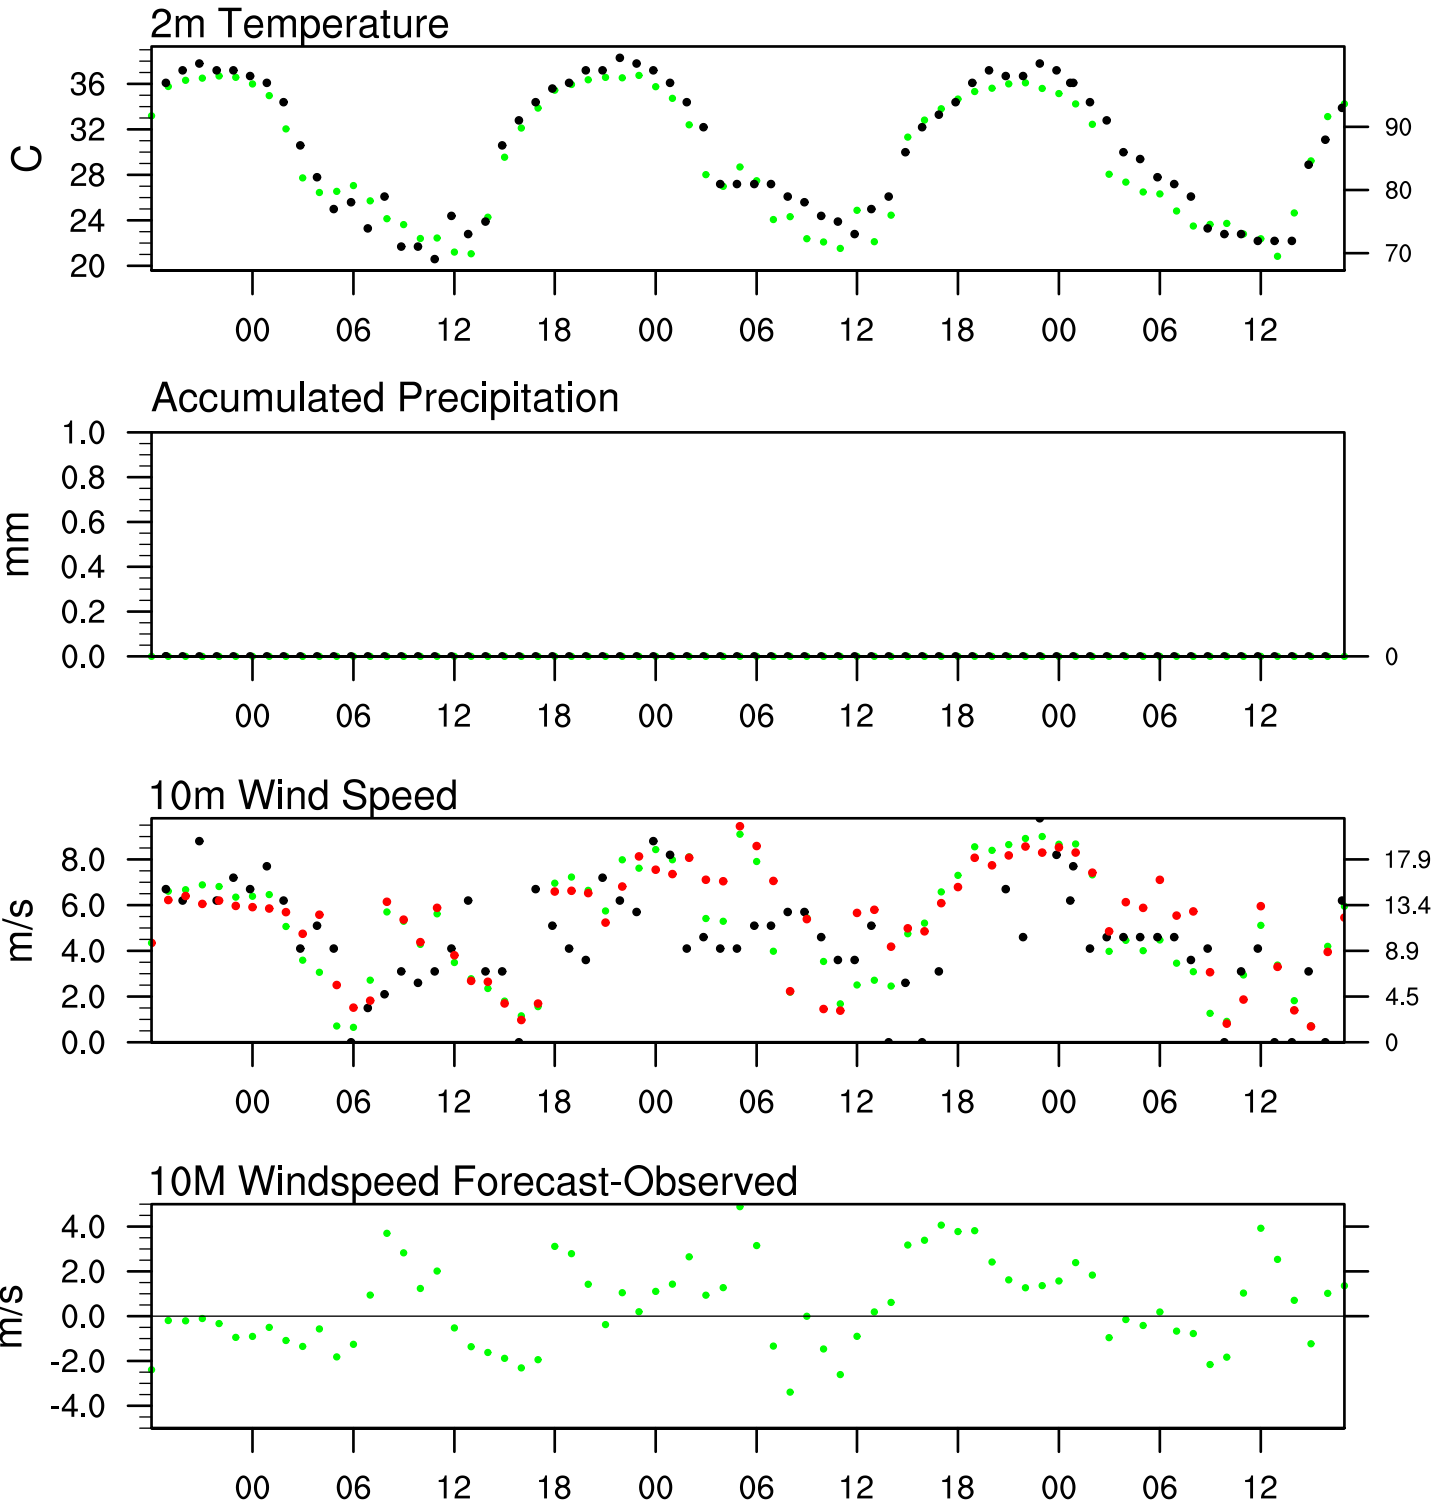 2m Temperature
C
36
32
28
24
20
90
80
70
00 06 12 18 00 06 12 18 00 06 12
Accumulated Precipitation
mm
1.0
0.8
0.6
0.4
0.2
0.0
0
00 06 12 18 00 06 12 18 00 06 12
10m Wind Speed
m/s
8.0
6.0
4.0
2.0
0.0
17.9
13.4
8.9
4.5
0
00 06 12 18 00 06 12 18 00 06 12
10M Windspeed Forecast-Observed
m/s
4.0
2.0
0.0
-2.0
-4.0
00 06 12 18 00 06 12 18 00 06 12